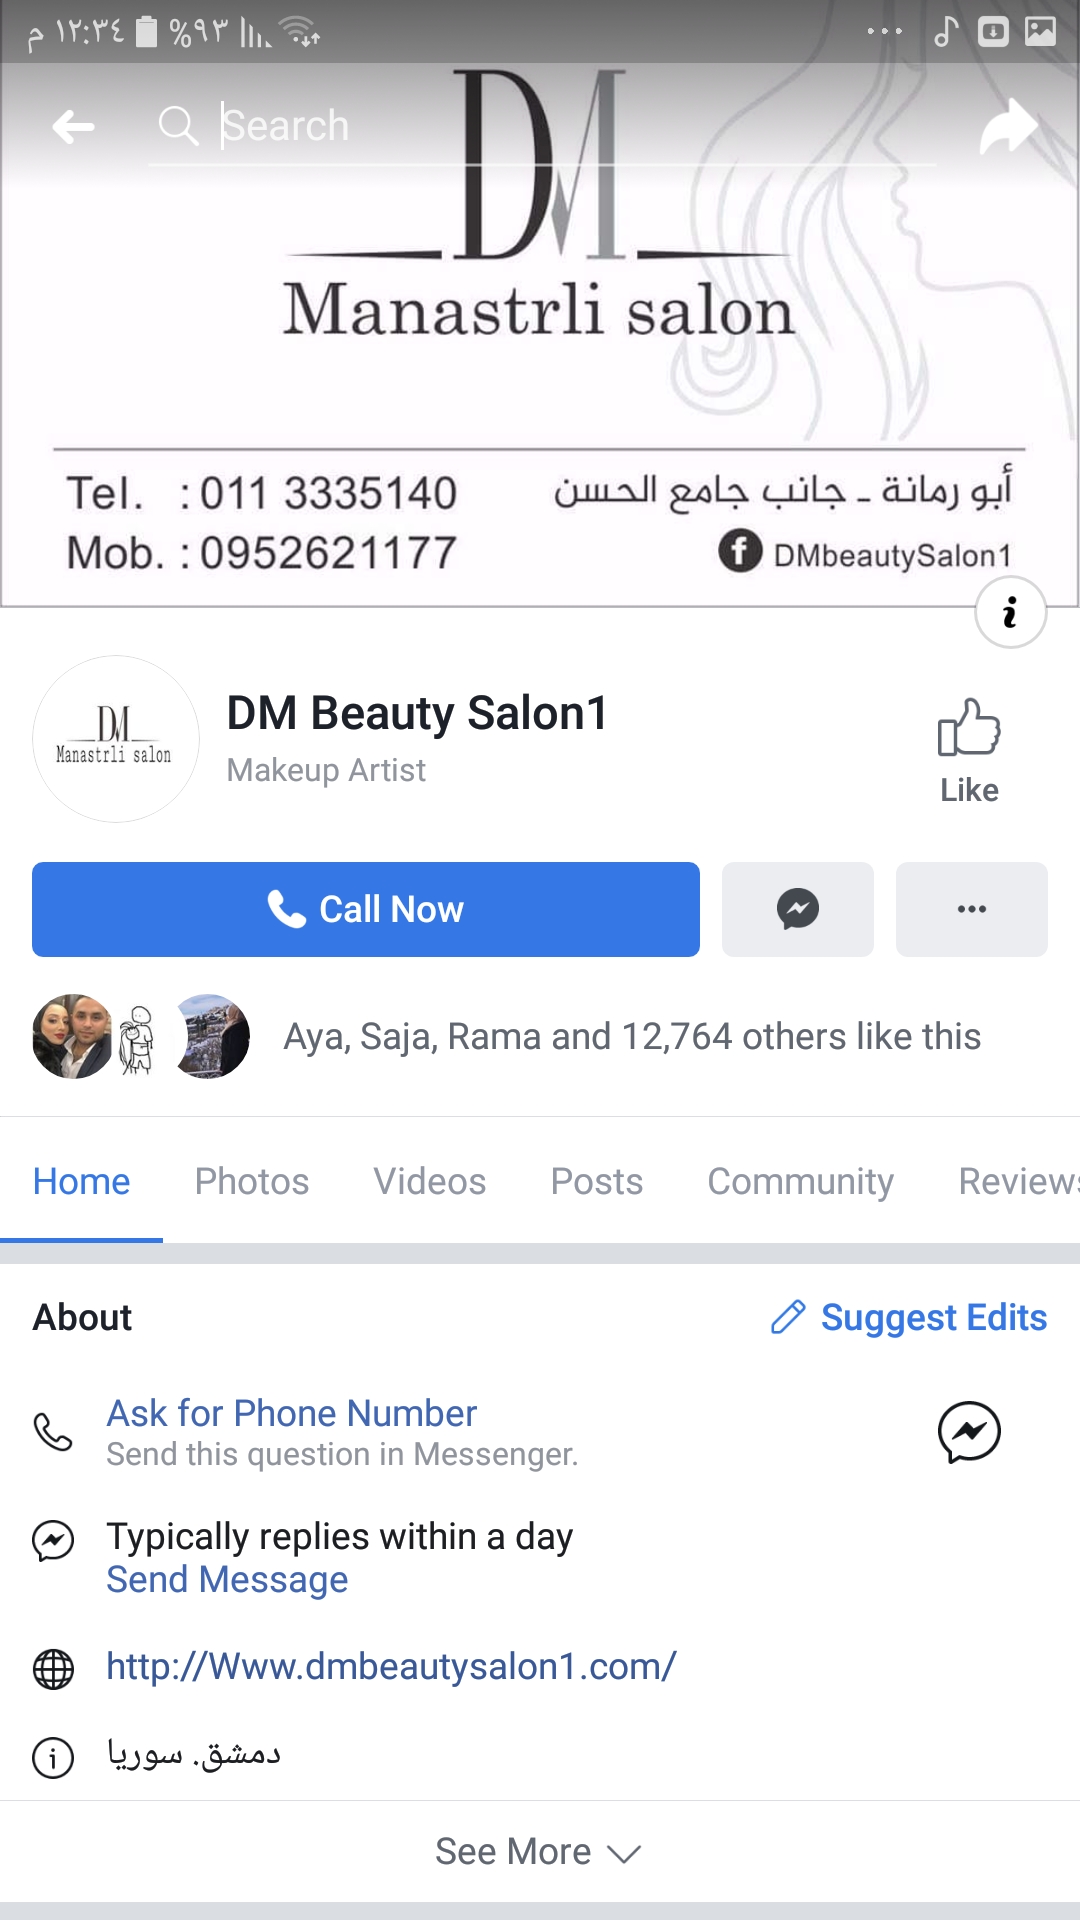 م ١٢:٣٤ %٩٣
Search
DM
Manastrli salon
Tel. : 011 3335140
أبو رمانة - جانب جامع الحسن
Mob. : 0952621177
DMbeautySalon1
DM
Manastrli salon
DM Beauty Salon1
Makeup Artist
Like
Call Now
Aya, Saja, Rama and 12,764 others like this
Home Photos Videos Posts Community Reviews
About
Suggest Edits
Ask for Phone Number
Send this question in Messenger.
Typically replies within a day
Send Message
http://Www.dmbeautysalon1.com/
دمشق. سوريا
See More